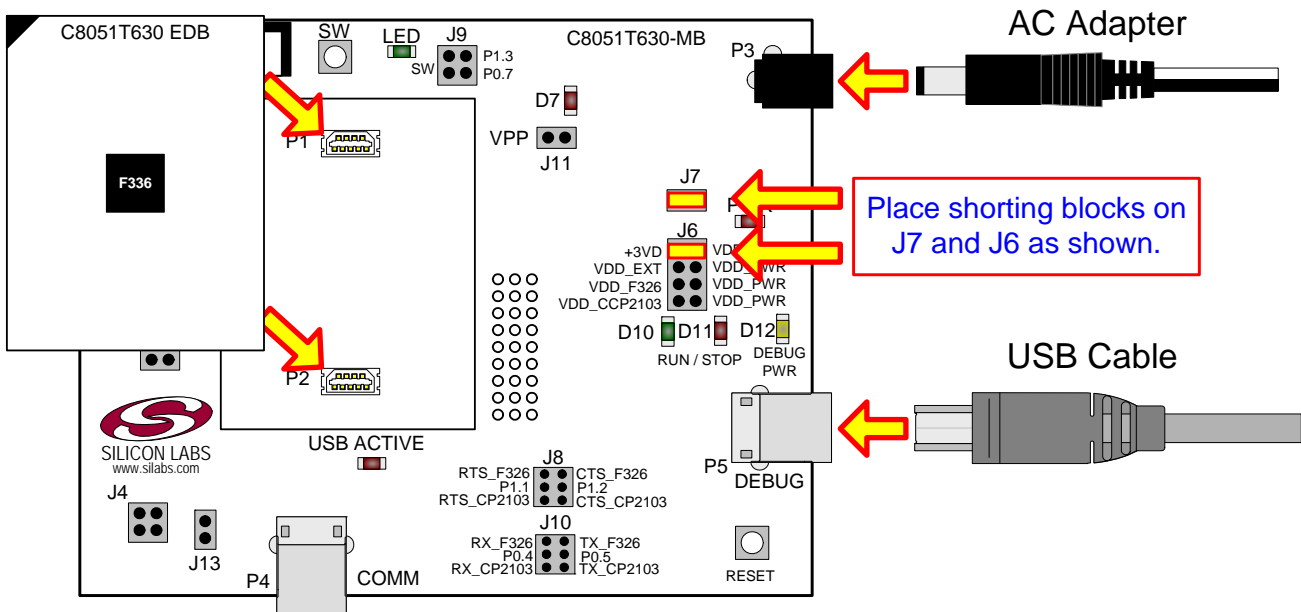 C8051T630 EDB
SW
LED
J9
P1.3
SW
P0.7
C8051T630-MB
P3
AC Adapter
D7
VPP
J11
P1
F336
J7
Place shorting blocks on
J7 and J6 as shown.
J6
+3VD
VDD_EXT
VDD_PWR
VDD_F326
VDD_PWR
VDD_CCP2103
VDD_PWR
D10
D11
D12
RUN / STOP
DEBUG
PWR
P2
USB Cable
SILICON LABS
www.silabs.com
USB ACTIVE
P5
DEBUG
J8
RTS_F326
CTS_F326
P1.1
P1.2
RTS_CP2103
CTS_CP2103
J4
J13
J10
RX_F326
TX_F326
P0.4
P0.5
RX_CP2103
TX_CP2103
P4
COMM
RESET